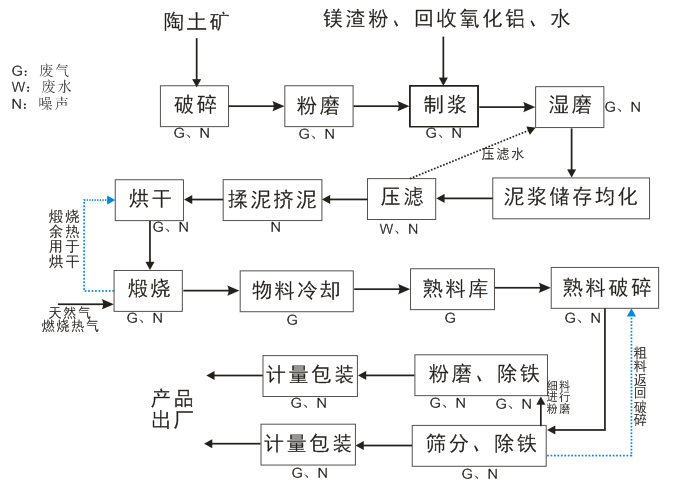 陶土矿
镁渣粉、回收氧化铝、水
G：废气
W：废水
N：噪声
破碎
粉磨
制浆
湿磨
G、N
G、N
G、N
G、N
压滤水
烘干
揉泥挤泥
压滤
泥浆储存均化
G、N
N
W、N
煅烧
余热
用于
烘干
煅烧
物料冷却
熟料库
熟料破碎
天然气
燃烧热气
G、N
G
G
G、N
粗料返回破碎
产品
出厂
计量包装
粉磨、除铁
G、N
G、N
G、N
细料
进行
粉磨
计量包装
筛分、除铁
G、N
G、N